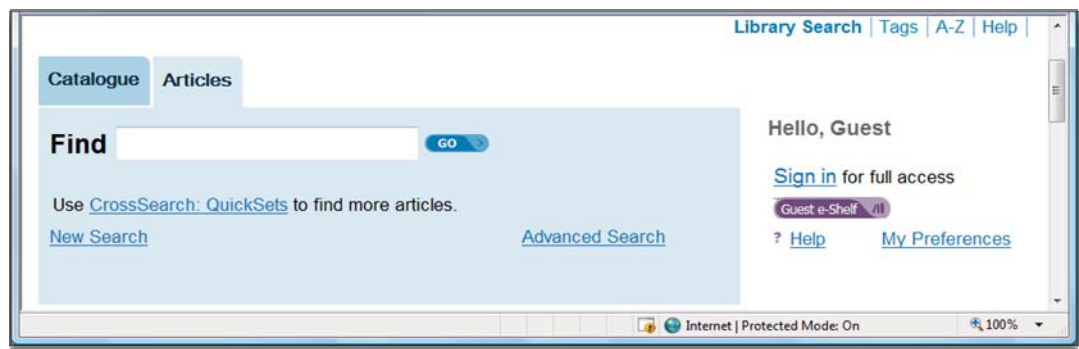 Library Search | Tags | A-Z | Help |
Catalogue Articles
Find GO
Hello, Guest
Sign in for full access
Use CrossSearch: QuickSets to find more articles.
Guest e-Shelf
New Search Advanced Search
? Help My Preferences
Internet | Protected Mode: On 100%